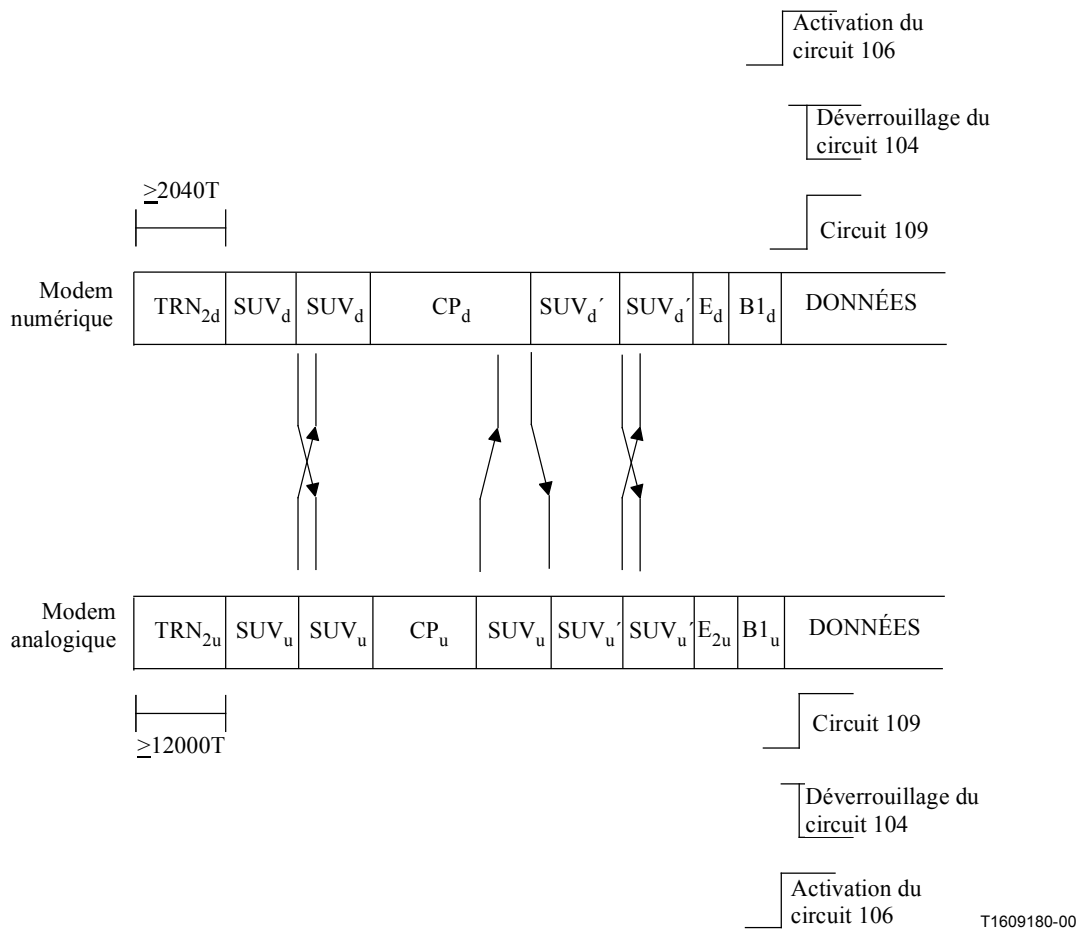 Activation du
circuit 106
Déverrouillage du
circuit 104
≥2040T
Circuit 109
Modem
numérique
TRN2d SUVd SUVd CPd SUVd´ SUVd´ Ed B1d DONNÉES
Modem
analogique
TRN2u SUVu SUVu CPu SUVu SUVu´ SUVu´ E2u B1u DONNÉES
≥12000T
Circuit 109
Déverrouillage du
circuit 104
Activation du
circuit 106
T1609180-00